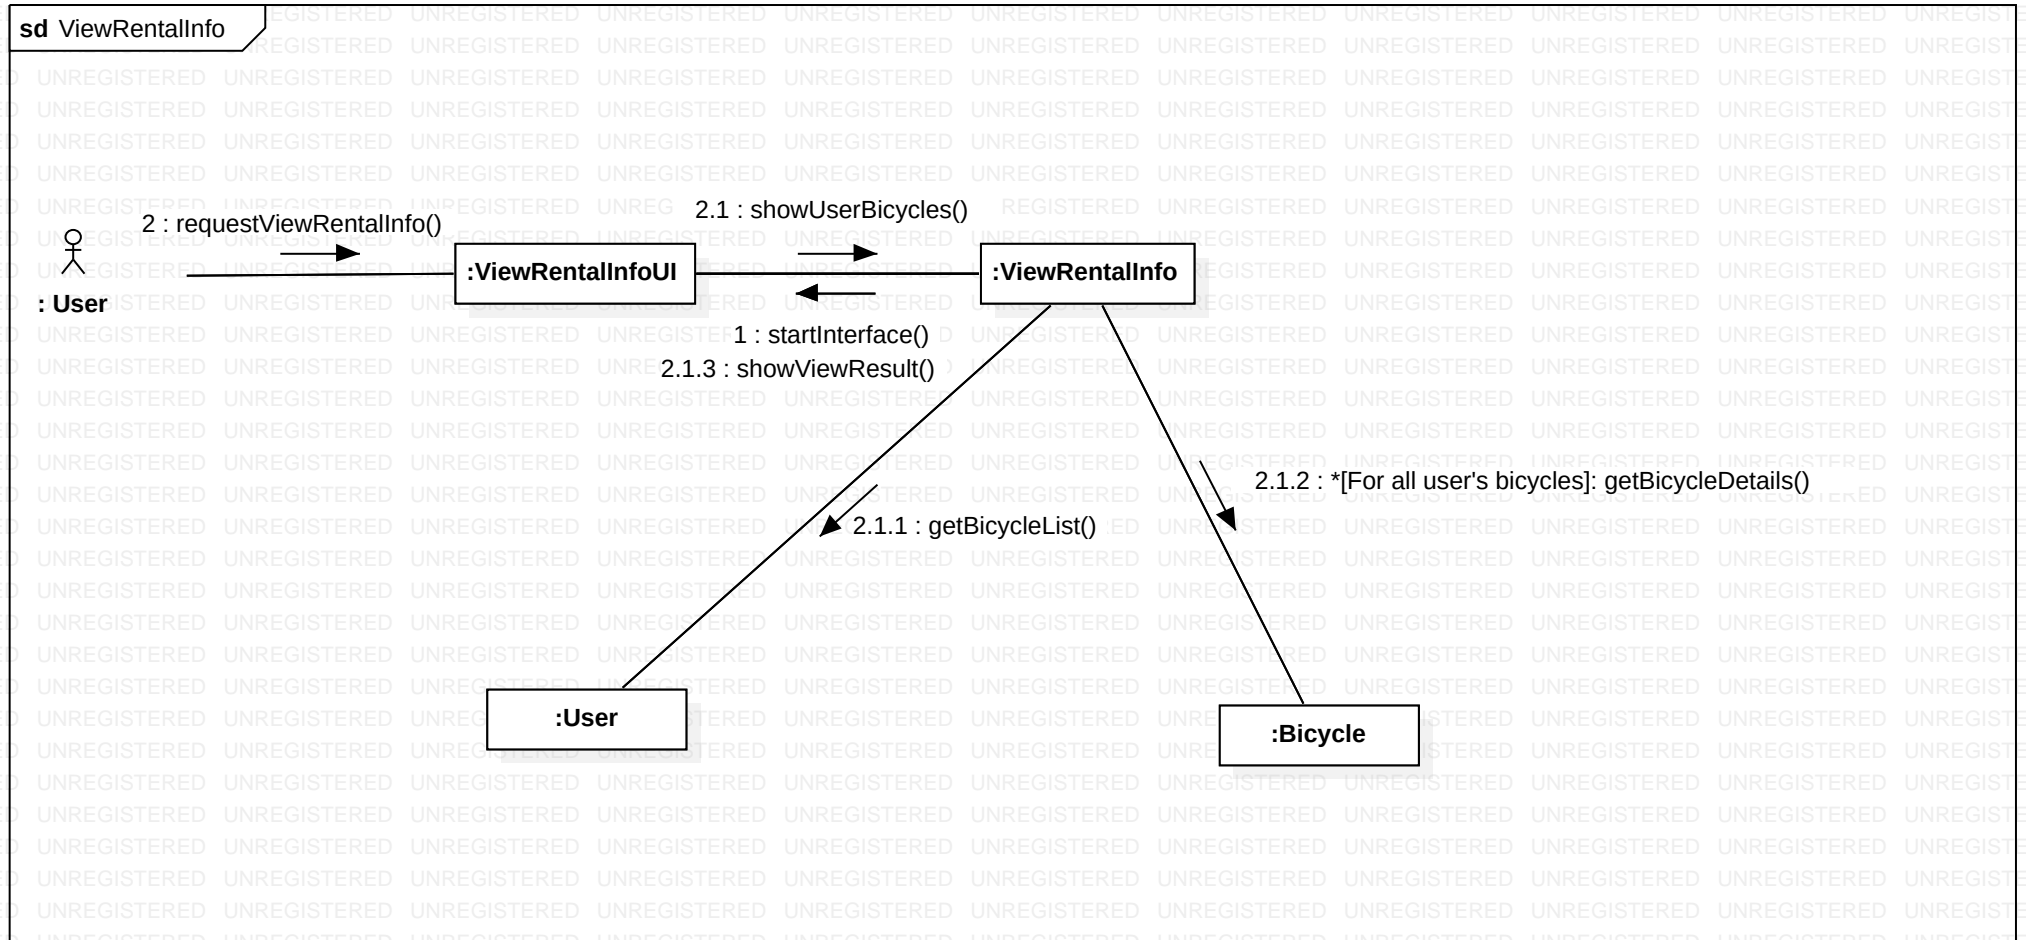 sd ViewRentalInfo
2 : requestViewRentalInfo()
2.1 : showUserBicycles()
: User
:ViewRentalInfoUI
:ViewRentalInfo
1 : startInterface()
2.1.3 : showViewResult()
2.1.2 : *[For all user's bicycles]: getBicycleDetails()
2.1.1 : getBicycleList()
:User
:Bicycle
UNREGISTERED